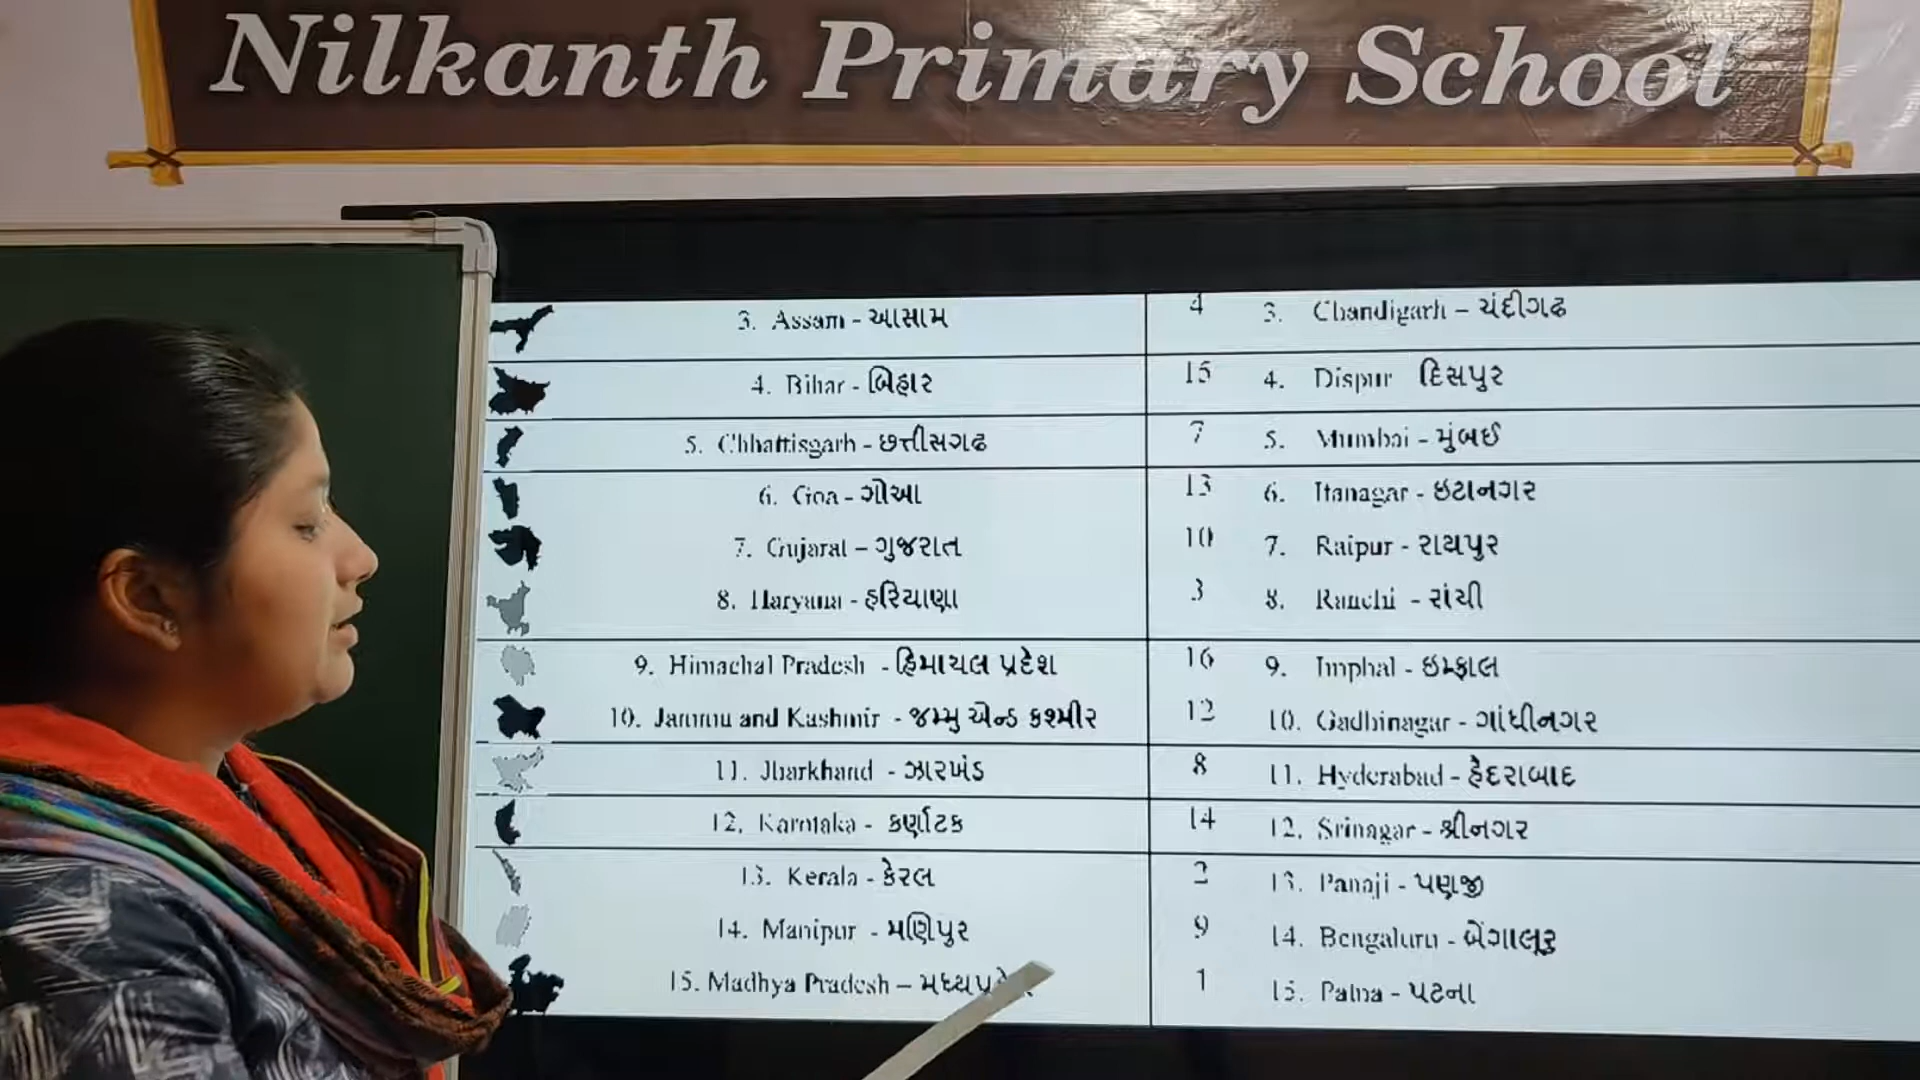 Nilkanth Primary School
3. Assam - આસામ 4 3. Chandigarh – ચંદીગઢ
4. Bihar - બિહાર 15 4. Dispur દિસપુર
5. Chhattisgarh - છત્તીસગઢ 7 5. Mumbai - મુંબઈ
6. Goa - ગોઆ 13 6. Itanagar - ઇટાનગર
7. Gujarat – ગુજરાત 10 7. Raipur - રાયપુર
8. Haryana - હરિયાણા 3 8. Ranchi - રાંચી
9. Himachal Pradesh - હિમાચલ પ્રદેશ 16 9. Imphal - ઇમ્ફાલ
10. Jammu and Kashmir - જમ્મુ એન્ડ કશ્મીર 12 10. Gadhinagar - ગાંધીનગર
11. Jharkhand - ઝારખંડ 8 11. Hyderabad - હૈદરાબાદ
12. Karntaka - કર્ણાટક 14 12. Srinagar - શ્રીનગર
13. Kerala - કેરલ 2 13. Panaji - પણજી
14. Manipur - મણિપુર 9 14. Bengaluru - બેંગાલૂરુ
15. Madhya Pradesh – 1 15. Patna - પટના